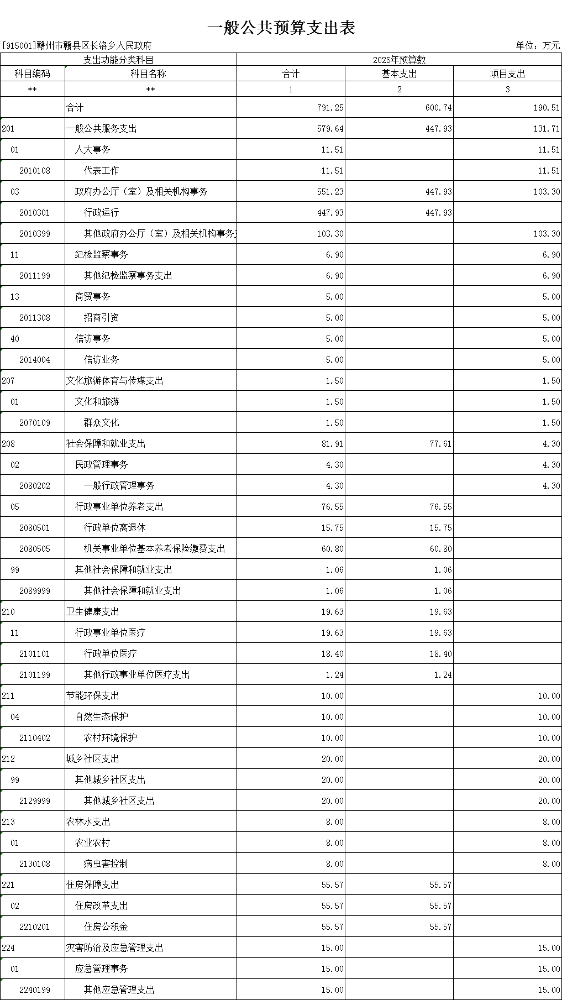 一般公共预算支出表
[915001]赣州市赣县区长洛乡人民政府 单位：万元
支出功能分类科目 2025年预算数
科目编码 科目名称 合计 基本支出 项目支出
** ** 1 2 3
合计 791.25 600.74 190.51
201 一般公共服务支出 579.64 447.93 131.71
01 人大事务 11.51 11.51
2010108 代表工作 11.51 11.51
03 政府办公厅（室）及相关机构事务 551.23 447.93 103.30
2010301 行政运行 447.93 447.93
2010399 其他政府办公厅（室）及相关机构事务 103.30 103.30
11 纪检监察事务 6.90 6.90
2011199 其他纪检监察事务支出 6.90 6.90
13 商贸事务 5.00 5.00
2011308 招商引资 5.00 5.00
40 信访事务 5.00 5.00
2014004 信访业务 5.00 5.00
207 文化旅游体育与传媒支出 1.50 1.50
01 文化和旅游 1.50 1.50
2070109 群众文化 1.50 1.50
208 社会保障和就业支出 81.91 77.61 4.30
02 民政管理事务 4.30 4.30
2080202 一般行政管理事务 4.30 4.30
05 行政事业单位养老支出 76.55 76.55
2080501 行政单位离退休 15.75 15.75
2080505 机关事业单位基本养老保险缴费支出 60.80 60.80
99 其他社会保障和就业支出 1.06 1.06
2089999 其他社会保障和就业支出 1.06 1.06
210 卫生健康支出 19.63 19.63
11 行政事业单位医疗 19.63 19.63
2101101 行政单位医疗 18.40 18.40
2101199 其他行政事业单位医疗支出 1.24 1.24
211 节能环保支出 10.00 10.00
04 自然生态保护 10.00 10.00
2110402 农村环境保护 10.00 10.00
212 城乡社区支出 20.00 20.00
99 其他城乡社区支出 20.00 20.00
2129999 其他城乡社区支出 20.00 20.00
213 农林水支出 8.00 8.00
01 农业农村 8.00 8.00
2130108 病虫害控制 8.00 8.00
221 住房保障支出 55.57 55.57
02 住房改革支出 55.57 55.57
2210201 住房公积金 55.57 55.57
224 灾害防治及应急管理支出 15.00 15.00
01 应急管理事务 15.00 15.00
2240199 其他应急管理支出 15.00 15.00